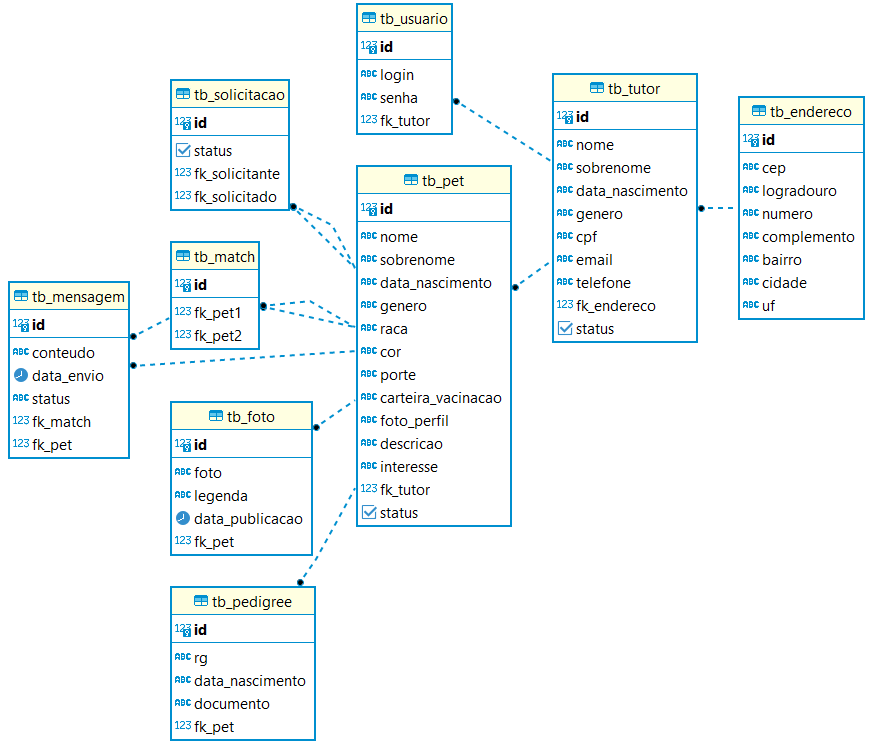 tb_usuario
123 id
ABC login
ABC senha
123 fk_tutor
tb_solicitacao
123 id
status
123 fk_solicitante
123 fk_solicitado
tb_tutor
123 id
ABC nome
ABC sobrenome
ABC data_nascimento
ABC genero
ABC cpf
ABC email
ABC telefone
123 fk_endereco
status
tb_endereco
123 id
ABC cep
ABC logradouro
ABC numero
ABC complemento
ABC bairro
ABC cidade
ABC uf
tb_pet
123 id
ABC nome
ABC sobrenome
ABC data_nascimento
ABC genero
ABC raca
ABC cor
ABC porte
ABC carteira_vacinacao
ABC foto_perfil
ABC descricao
ABC interesse
123 fk_tutor
status
tb_match
123 id
123 fk_pet1
123 fk_pet2
tb_mensagem
123 id
ABC conteudo
data_envio
ABC status
123 fk_match
123 fk_pet
tb_foto
123 id
ABC foto
ABC legenda
data_publicacao
123 fk_pet
tb_pedigree
123 id
ABC rg
ABC data_nascimento
ABC documento
123 fk_pet